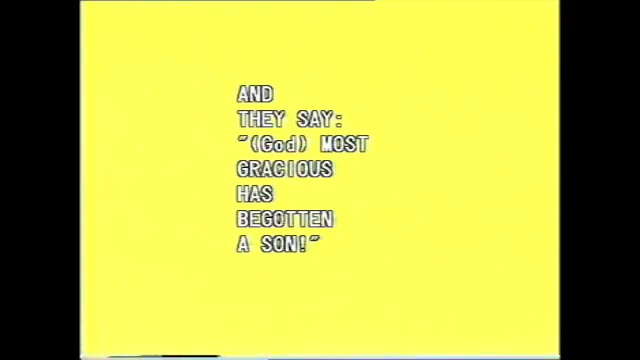 AND
THEY SAY:
"(God) MOST
GRACIOUS
HAS
BEGOTTEN
A SON!"